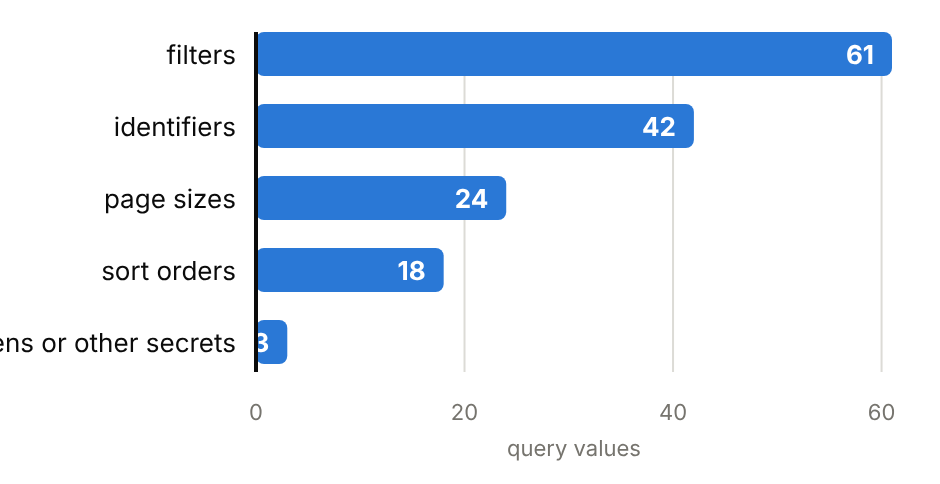 filters
61
identifiers
42
page sizes
24
sort orders
18
or other secrets
3
0 20 40 60
query values